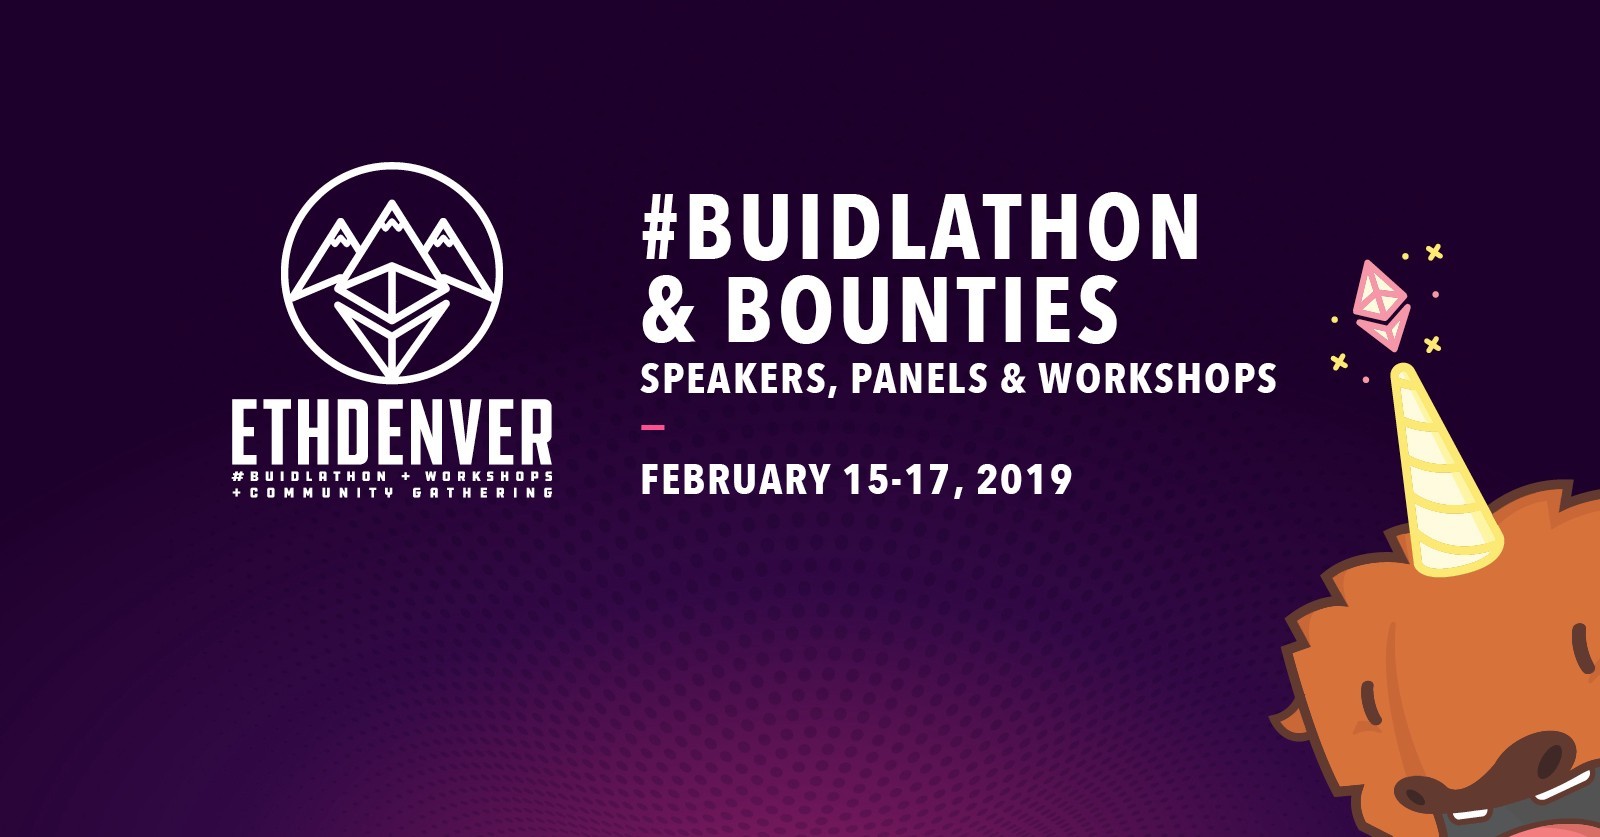 ETHDENVER
#BUIDLATHON + WORKSHOPS
+COMMUNITY GATHERING
#BUIDLATHON
& BOUNTIES
SPEAKERS, PANELS & WORKSHOPS
FEBRUARY 15-17, 2019